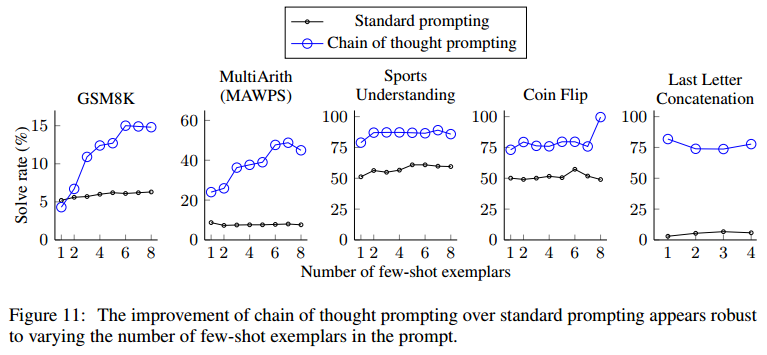 Standard prompting
Chain of thought prompting
GSM8K
MultiArith
(MAWPS)
Sports
Understanding
Coin Flip
Last Letter
Concatenation
Solve rate (%)
15
10
5
0
1 2 4 6 8
60
40
20
0
1 2 4 6 8
100
75
50
25
0
1 2 4 6 8
100
75
50
25
0
1 2 4 6 8
100
75
50
25
0
1 2 3 4
Number of few-shot exemplars
Figure 11: The improvement of chain of thought prompting over standard prompting appears robust
to varying the number of few-shot exemplars in the prompt.